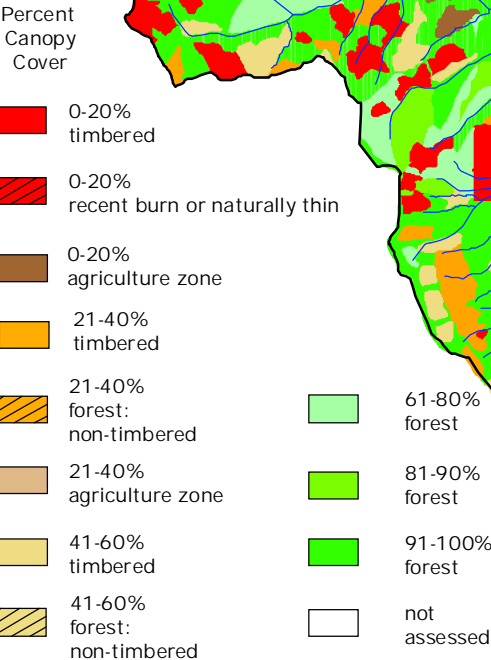 Percent
Canopy
Cover
0-20%
timbered
0-20%
recent burn or naturally thin
0-20%
agriculture zone
21-40%
timbered
21-40%
forest:
non-timbered
21-40%
agriculture zone
41-60%
timbered
41-60%
forest:
non-timbered
61-80%
forest
81-90%
forest
91-100%
forest
not
assessed